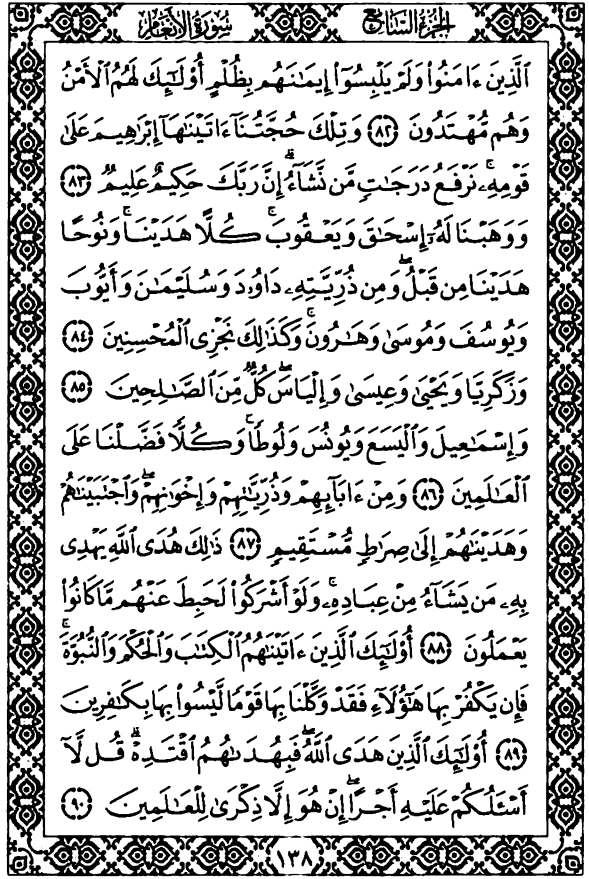 الجزء السابع سورة الأنعام
ٱلَّذِينَ ءَامَنُوا۟ وَلَمْ يَلْبِسُوٓا۟ إِيمَٰنَهُم بِظُلْمٍ أُو۟لَٰٓئِكَ لَهُمُ ٱلْأَمْنُ
وَهُم مُّهْتَدُونَ ٨٢ وَتِلْكَ حُجَّتُنَآ ءَاتَيْنَٰهَآ إِبْرَٰهِيمَ عَلَىٰ
قَوْمِهِۦۚ نَرْفَعُ دَرَجَٰتٍ مَّن نَّشَآءُۗ إِنَّ رَبَّكَ حَكِيمٌ عَلِيمٌ ٨٣
وَوَهَبْنَا لَهُۥٓ إِسْحَٰقَ وَيَعْقُوبَۚ كُلًّا هَدَيْنَاۚ وَنُوحًا
هَدَيْنَا مِن قَبْلُۖ وَمِن ذُرِّيَّتِهِۦ دَاوُۥدَ وَسُلَيْمَٰنَ وَأَيُّوبَ
وَيُوسُفَ وَمُوسَىٰ وَهَٰرُونَۚ وَكَذَٰلِكَ نَجْزِى ٱلْمُحْسِنِينَ ٨٤
وَزَكَرِيَّا وَيَحْيَىٰ وَعِيسَىٰ وَإِلْيَاسَۖ كُلٌّ مِّنَ ٱلصَّٰلِحِينَ ٨٥
وَإِسْمَٰعِيلَ وَٱلْيَسَعَ وَيُونُسَ وَلُوطًاۚ وَكُلًّا فَضَّلْنَا عَلَى
ٱلْعَٰلَمِينَ ٨٦ وَمِنْ ءَابَآئِهِمْ وَذُرِّيَّٰتِهِمْ وَإِخْوَٰنِهِمْۖ وَٱجْتَبَيْنَٰهُمْ
وَهَدَيْنَٰهُمْ إِلَىٰ صِرَٰطٍ مُّسْتَقِيمٍ ٨٧ ذَٰلِكَ هُدَى ٱللَّهِ يَهْدِى
بِهِۦ مَن يَشَآءُ مِنْ عِبَادِهِۦۚ وَلَوْ أَشْرَكُوا۟ لَحَبِطَ عَنْهُم مَّا كَانُوا۟
يَعْمَلُونَ ٨٨ أُو۟لَٰٓئِكَ ٱلَّذِينَ ءَاتَيْنَٰهُمُ ٱلْكِتَٰبَ وَٱلْحُكْمَ وَٱلنُّبُوَّةَۚ
فَإِن يَكْفُرْ بِهَا هَٰٓؤُلَآءِ فَقَدْ وَكَّلْنَا بِهَا قَوْمًا لَّيْسُوا۟ بِهَا بِكَٰفِرِينَ
٨٩ أُو۟لَٰٓئِكَ ٱلَّذِينَ هَدَى ٱللَّهُۖ فَبِهُدَىٰهُمُ ٱقْتَدِهْۗ قُل لَّآ
أَسْـَٔلُكُمْ عَلَيْهِ أَجْرًاۖ إِنْ هُوَ إِلَّا ذِكْرَىٰ لِلْعَٰلَمِينَ ٩٠
١٣٨